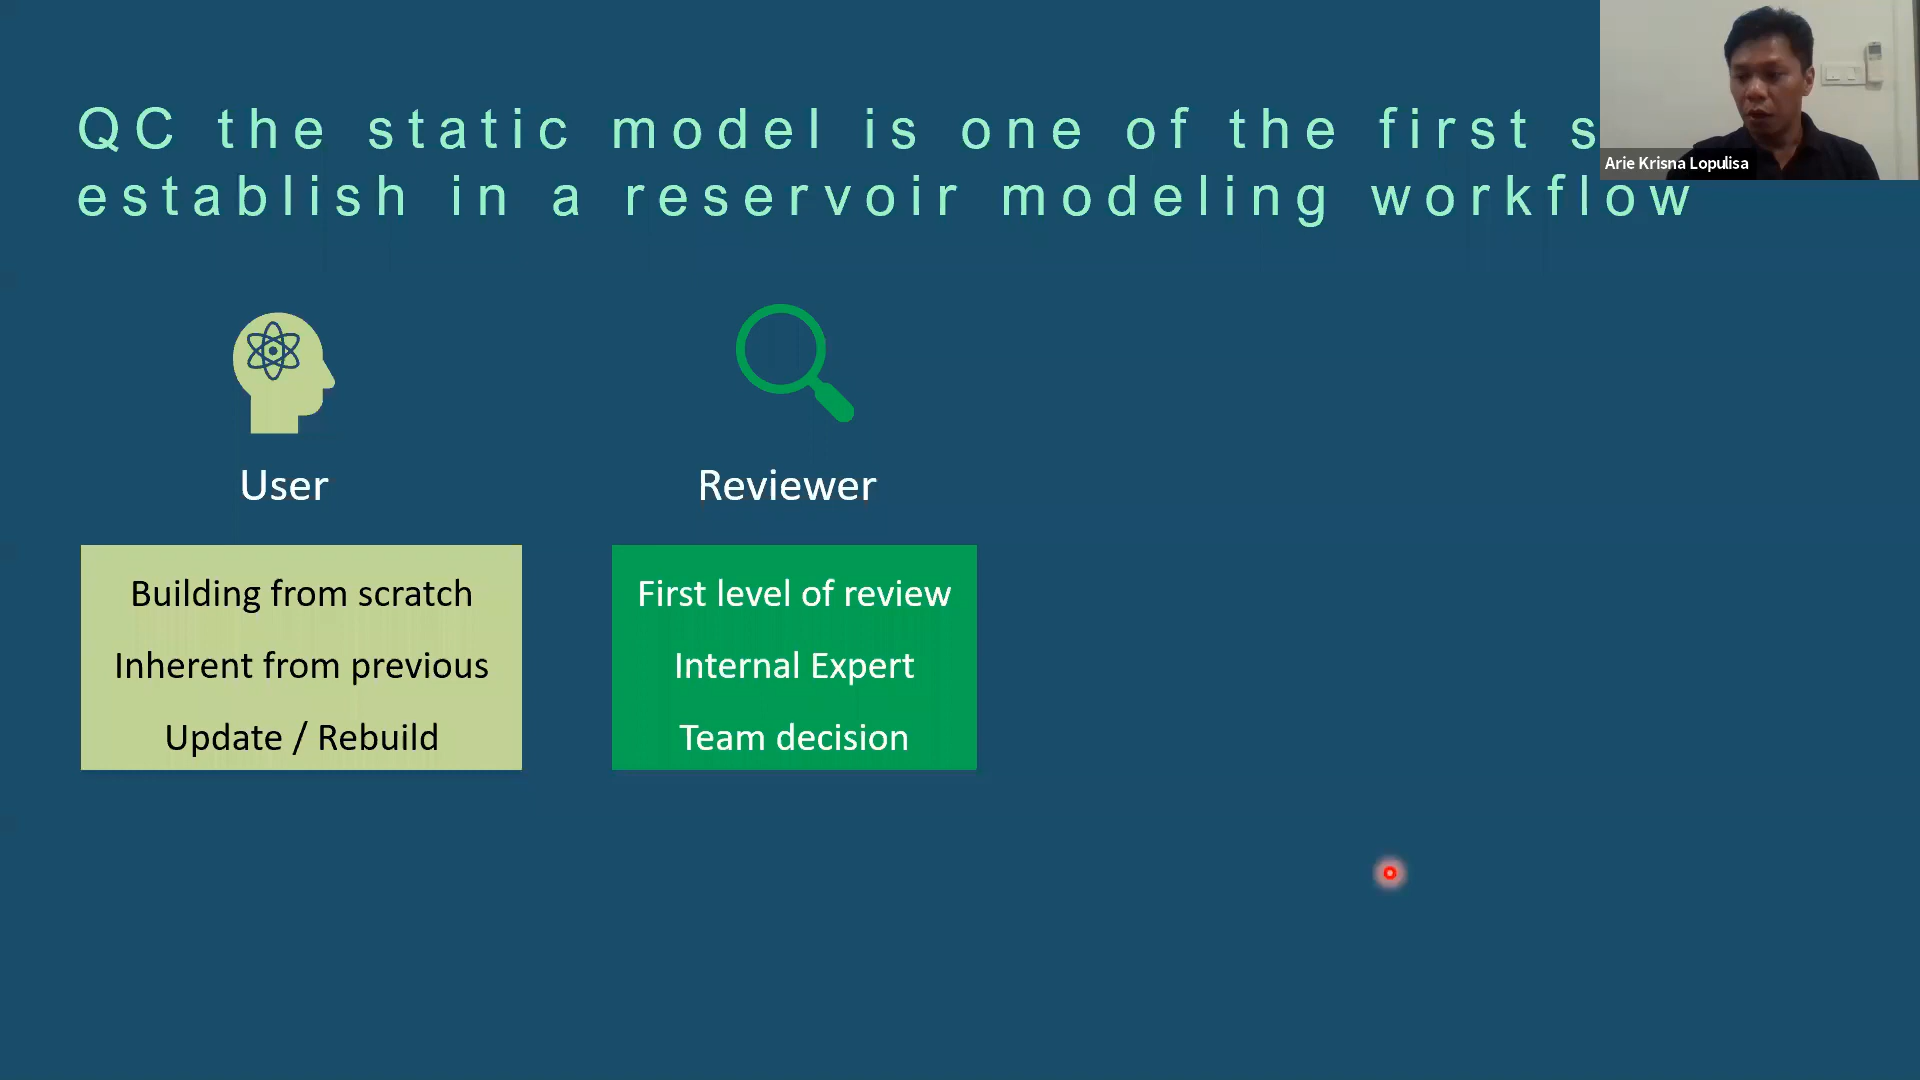 QC the static model is one of the first
establish in a reservoir modeling workflow
Arie Krisna Lopulisa
User
Building from scratch
Inherent from previous
Update / Rebuild
Reviewer
First level of review
Internal Expert
Team decision